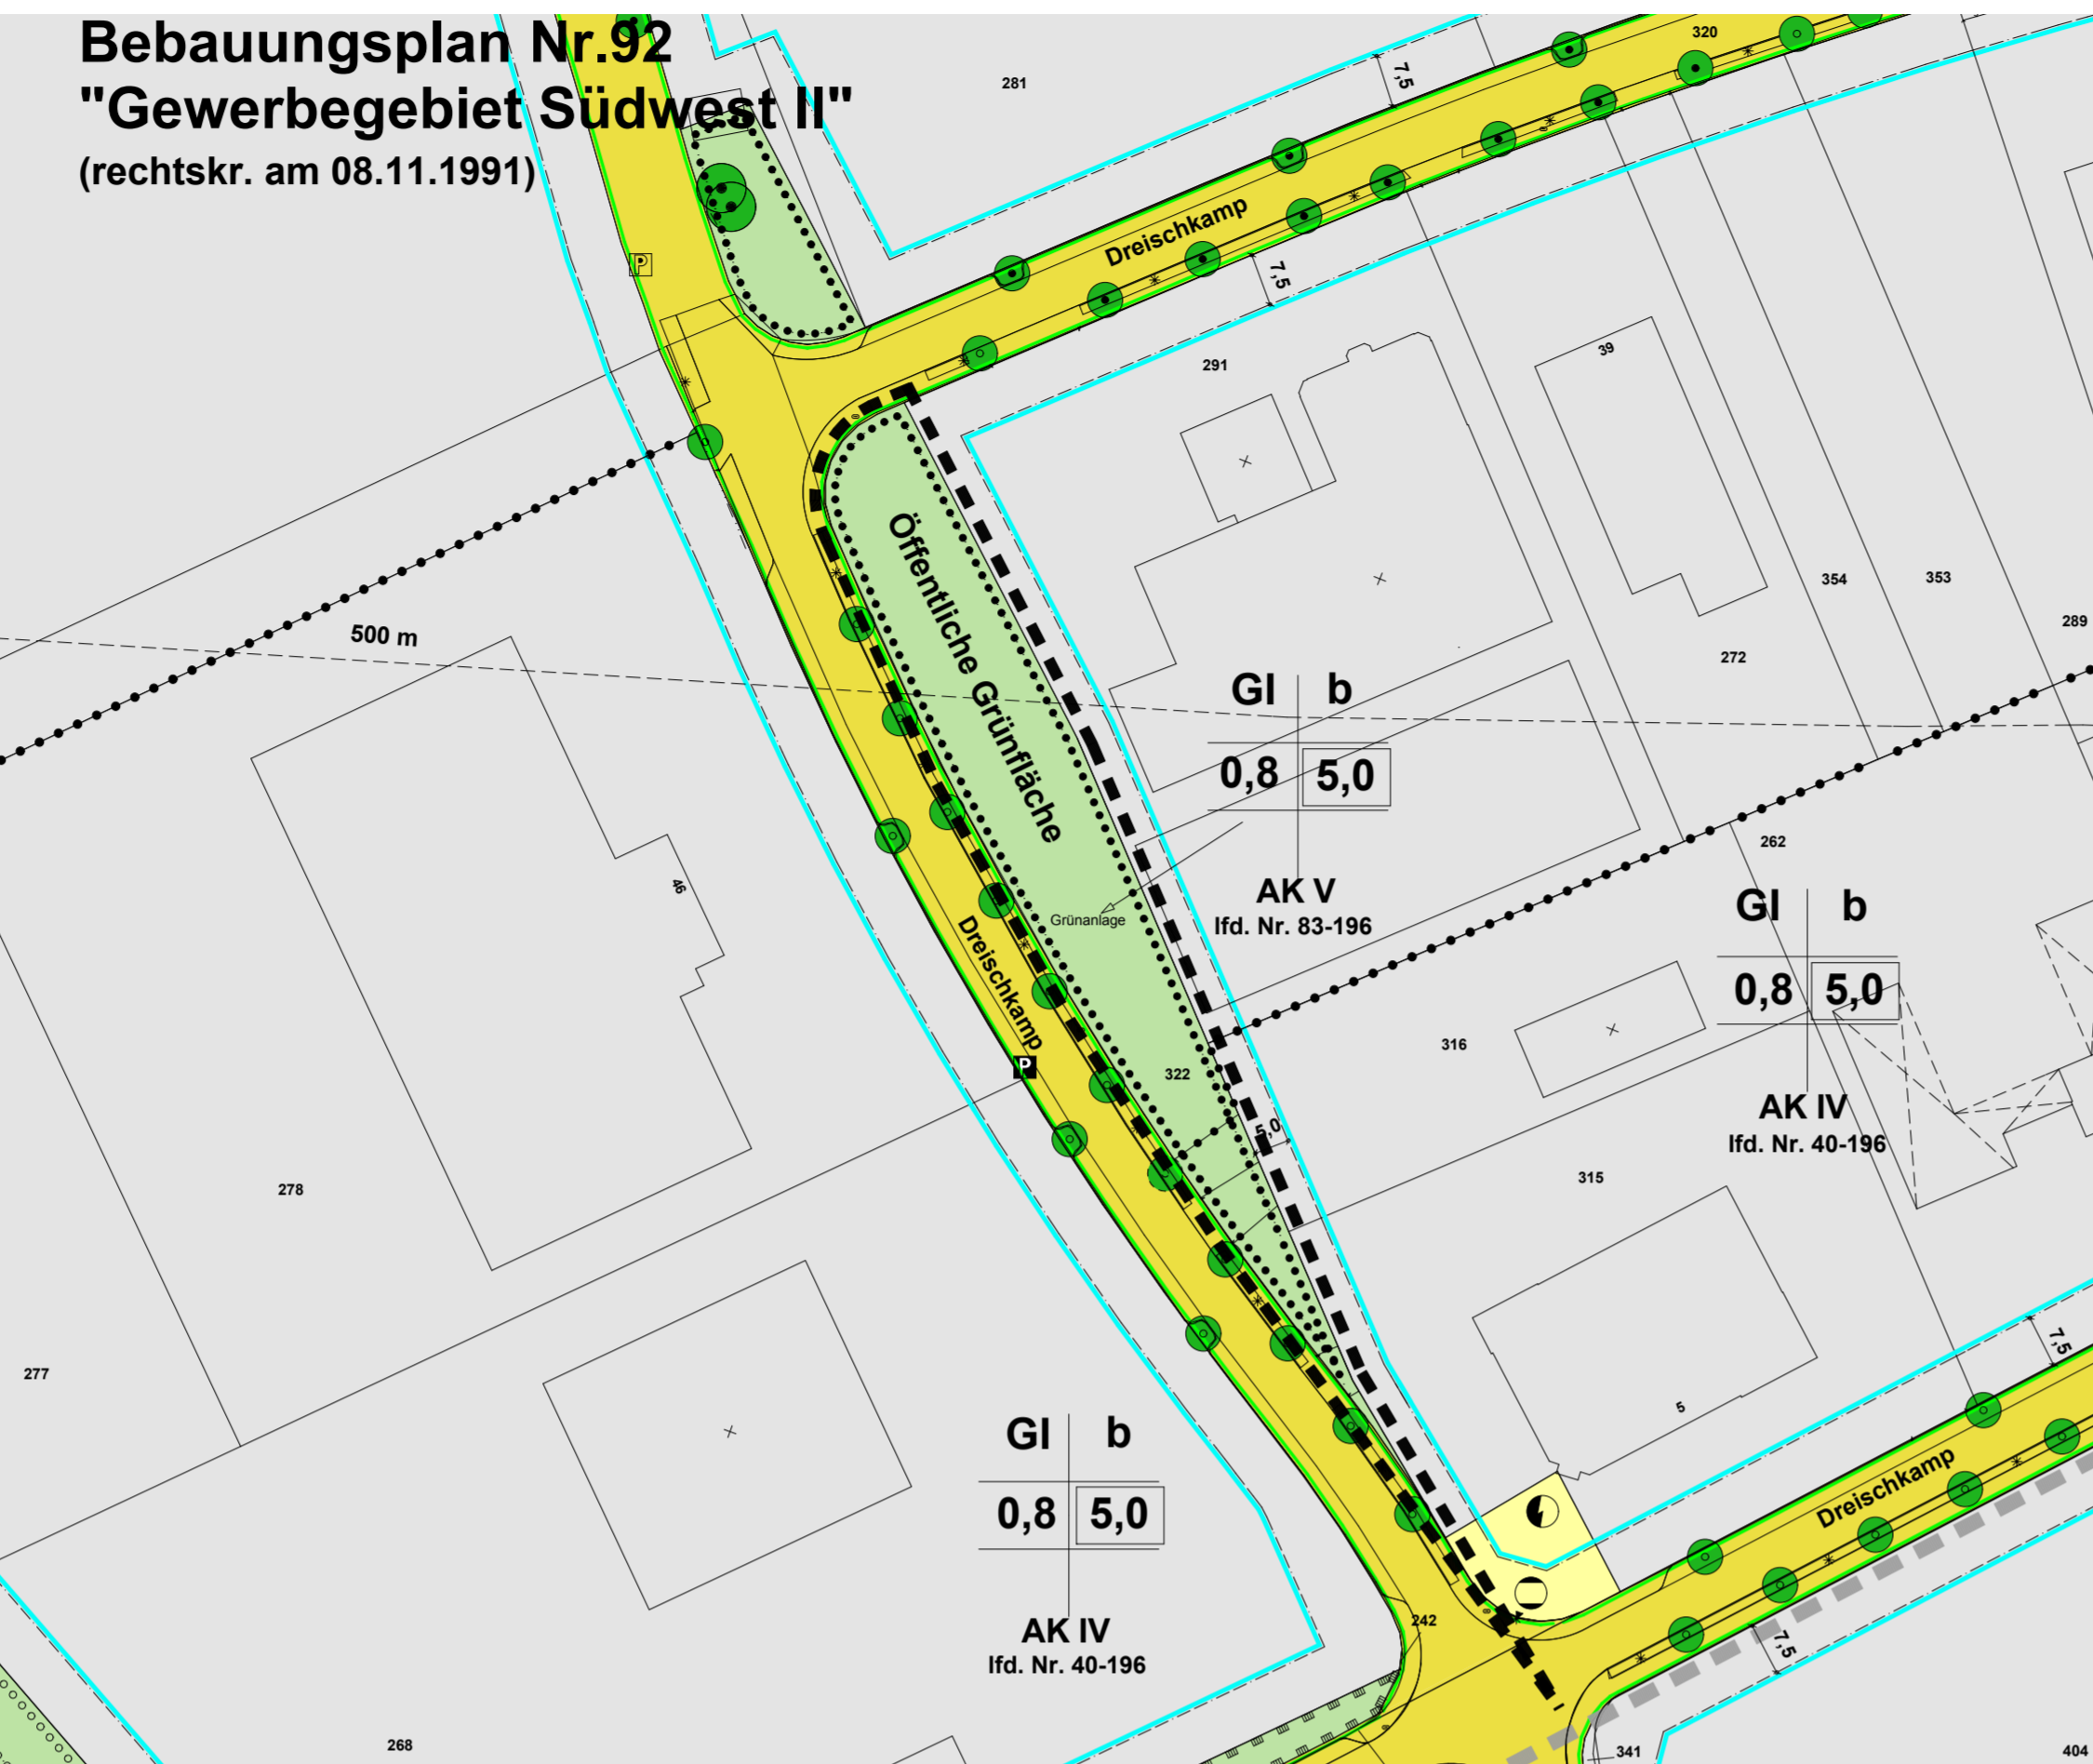 Bebauungsplan Nr.92
"Gewerbegebiet Südwest II"
(rechtskr. am 08.11.1991)
320
281
7,5
P
Dreischkamp
7,5
291
39
Öffentliche Grünfläche
500 m
354
353
289
272
GI b
0,8 5,0
AK V
lfd. Nr. 83-196
262
46
Grünanlage
Dreischkamp
GI b
0,8 5,0
AK IV
lfd. Nr. 40-196
P
316
322
5,0
278
315
277
7,5
5
GI b
0,8 5,0
AK IV
lfd. Nr. 40-196
Dreischkamp
242
7,5
268
341
404